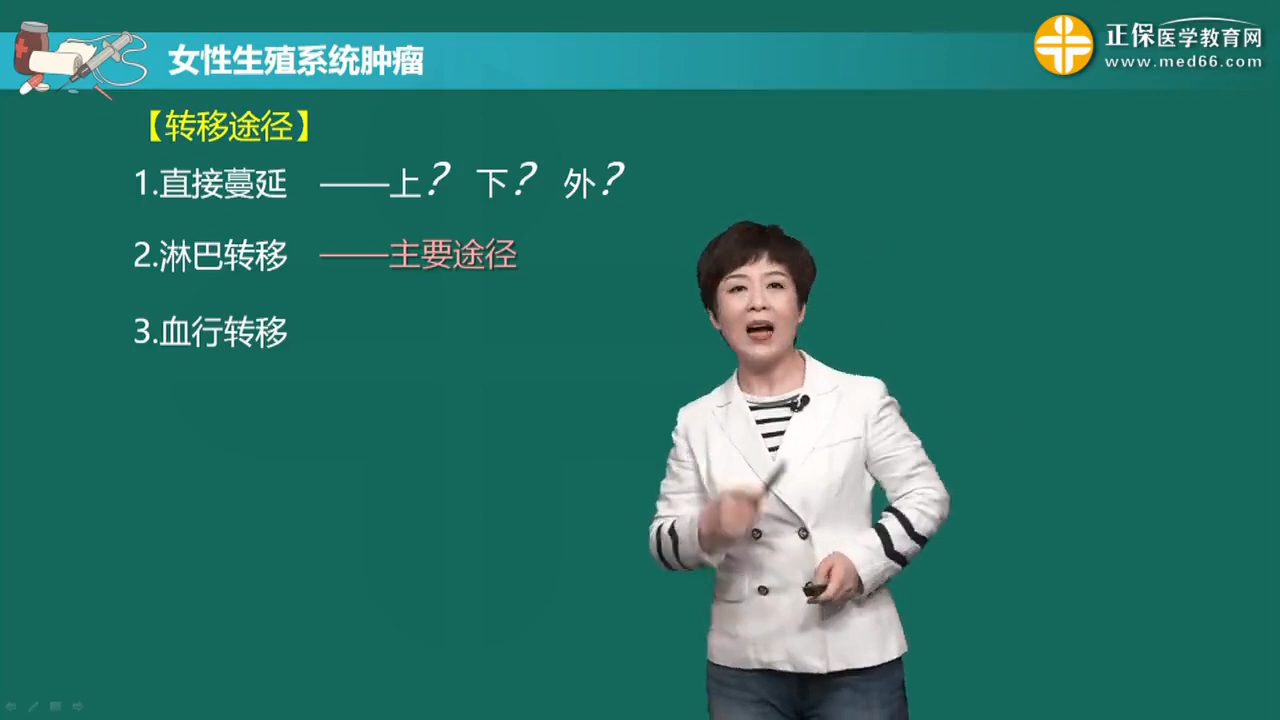 女性生殖系统肿瘤
正保医学教育网
www.med66.com
【转移途径】
1.直接蔓延 ——上? 下? 外?
2.淋巴转移 ——主要途径
3.血行转移